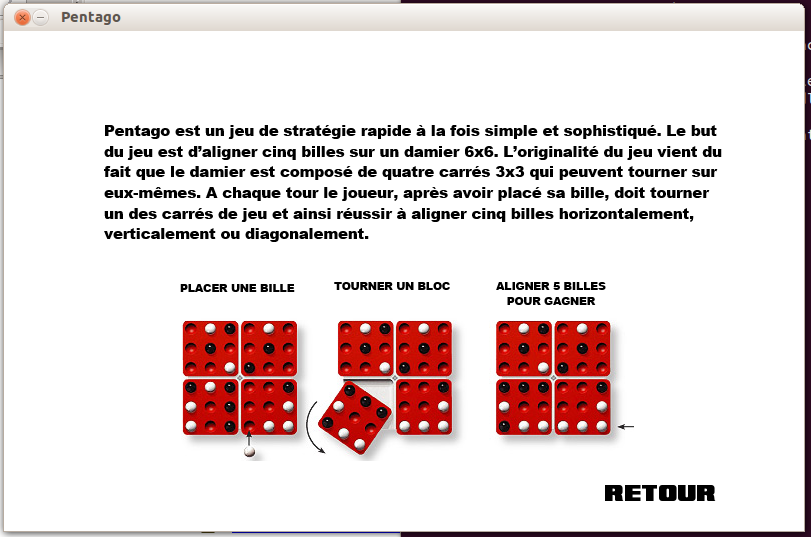 Pentago
Pentago est un jeu de stratégie rapide à la fois simple et sophistiqué. Le but
du jeu est d’aligner cinq billes sur un damier 6x6. L’originalité du jeu vient du
fait que le damier est composé de quatre carrés 3x3 qui peuvent tourner sur
eux-mêmes. A chaque tour le joueur, après avoir placé sa bille, doit tourner
un des carrés de jeu et ainsi réussir à aligner cinq billes horizontalement,
verticalement ou diagonalement.
PLACER UNE BILLE
TOURNER UN BLOC
ALIGNER 5 BILLES
POUR GAGNER
RETOUR